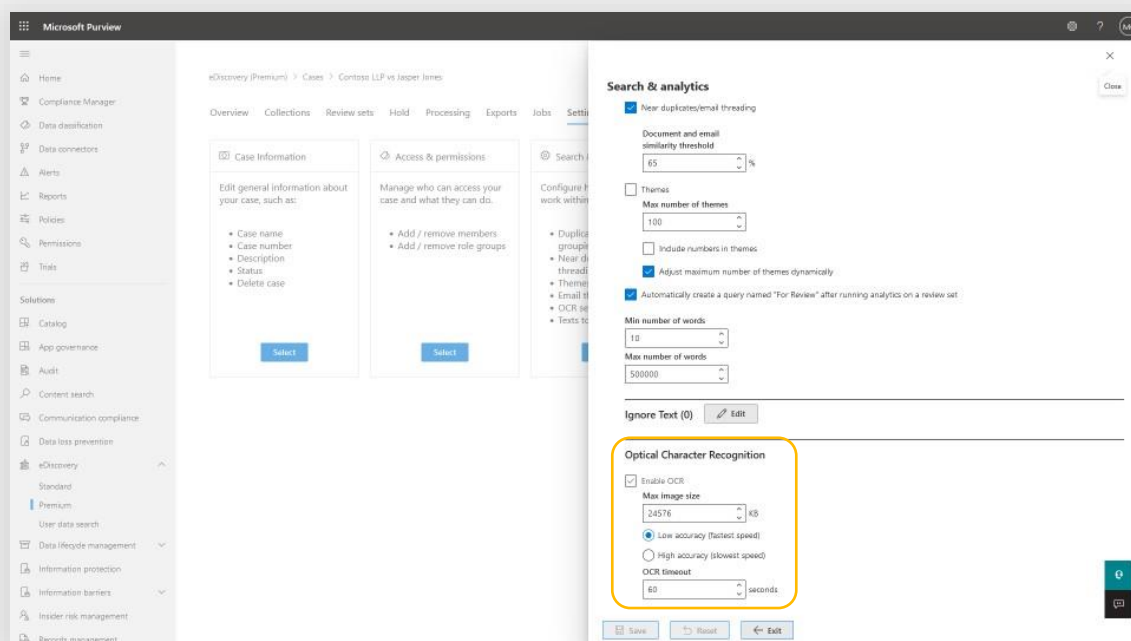 Microsoft Purview
?
Home
Compliance Manager
Data classification
Data connectors
Alerts
Reports
Policies
Permissions
Trials
Solutions
Catalog
App governance
Audit
Content search
Communication compliance
Data loss prevention
eDiscovery
Standard
Premium
User data search
Data lifecycle management
Information protection
Information barriers
Insider risk management
Records management
eDiscovery (Premium) > Cases > Contoso LLP vs Jasper Jones
Overview Collections Review sets Hold Processing Exports Jobs Setti
Case Information
Edit general information about
your case, such as:
• Case name
• Case number
• Description
• Status
• Delete case
Select
Access & permissions
Manage who can access your
case and what they can do.
• Add / remove members
• Add / remove role groups
Select
Search &
Configure h
work within
• Duplica
groupin
• Near du
threadi
• Theme
• Email th
• OCR se
• Texts to
Close
Search & analytics
Near duplicates/email threading
Document and email
similarity threshold
65 %
Themes
Max number of themes
100
Include numbers in themes
Adjust maximum number of themes dynamically
Automatically create a query named "For Review" after running analytics on a review set
Min number of words
10
Max number of words
500000
Ignore Text (0) Edit
Optical Character Recognition
Enable OCR
Max image size
24576 KB
Low accuracy (fastest speed)
High accuracy (slowest speed)
OCR timeout
60 seconds
Save Reset Exit